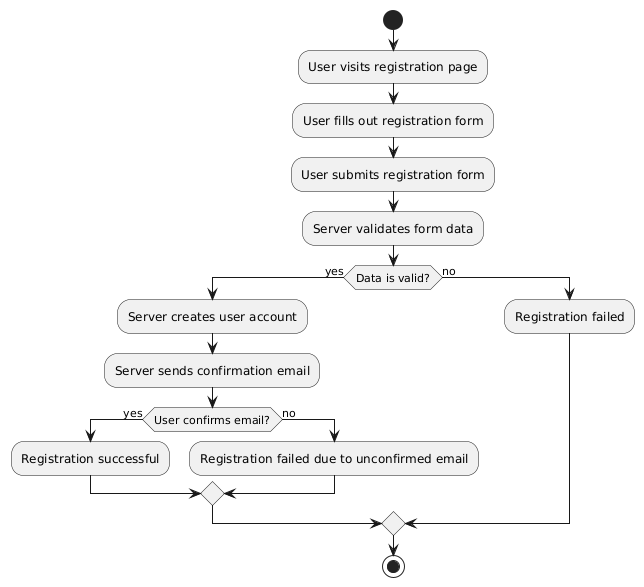 User visits registration page
User fills out registration form
User submits registration form
Server validates form data
yes
Data is valid?
no
Server creates user account
Registration failed
Server sends confirmation email
yes
User confirms email?
no
Registration successful
Registration failed due to unconfirmed email